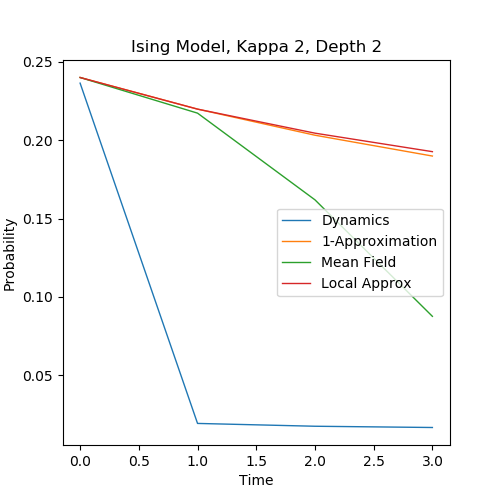 Ising Model, Kappa 2, Depth 2
0.25
0.20
0.15
0.10
0.05
Probability
Dynamics
1-Approximation
Mean Field
Local Approx
0.0 0.5 1.0 1.5 2.0 2.5 3.0
Time